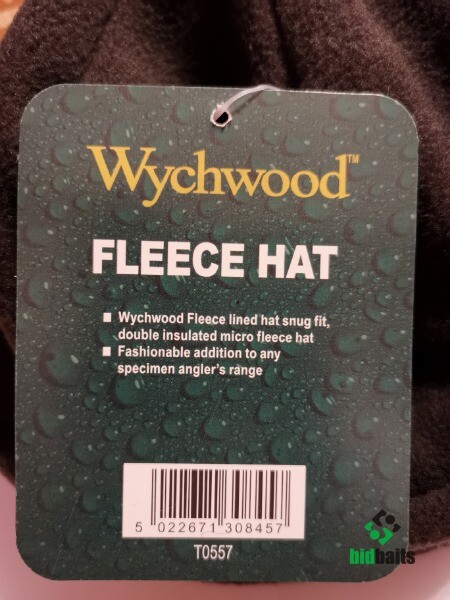 Wychwood™
FLEECE HAT
■ Wychwood Fleece lined hat snug fit,
double insulated micro fleece hat
■ Fashionable addition to any
specimen angler's range
5 022671 308457
T0557
bidbaits